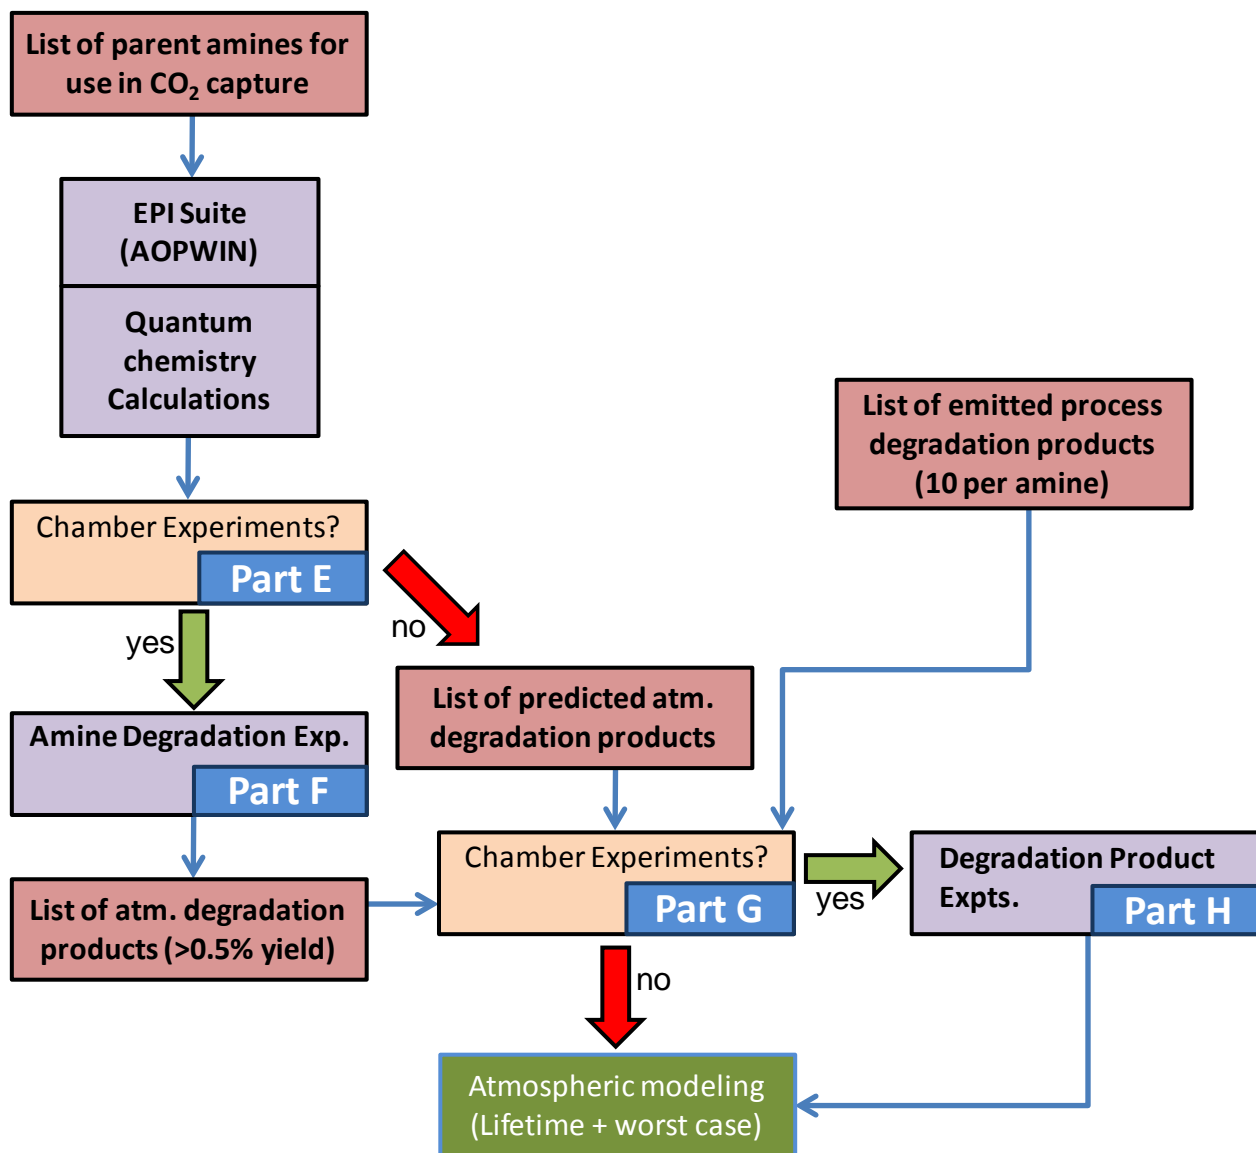 List of parent amines for
use in CO₂ capture
EPI Suite
(AOPWIN)
Quantum
chemistry
Calculations
List of emitted process
degradation products
(10 per amine)
Chamber Experiments?
Part E
yes
no
List of predicted atm.
degradation products
Amine Degradation Exp.
Part F
Chamber Experiments?
Part G
yes
Degradation Product
Expts.
Part H
List of atm. degradation
products (>0.5% yield)
no
Atmospheric modeling
(Lifetime + worst case)